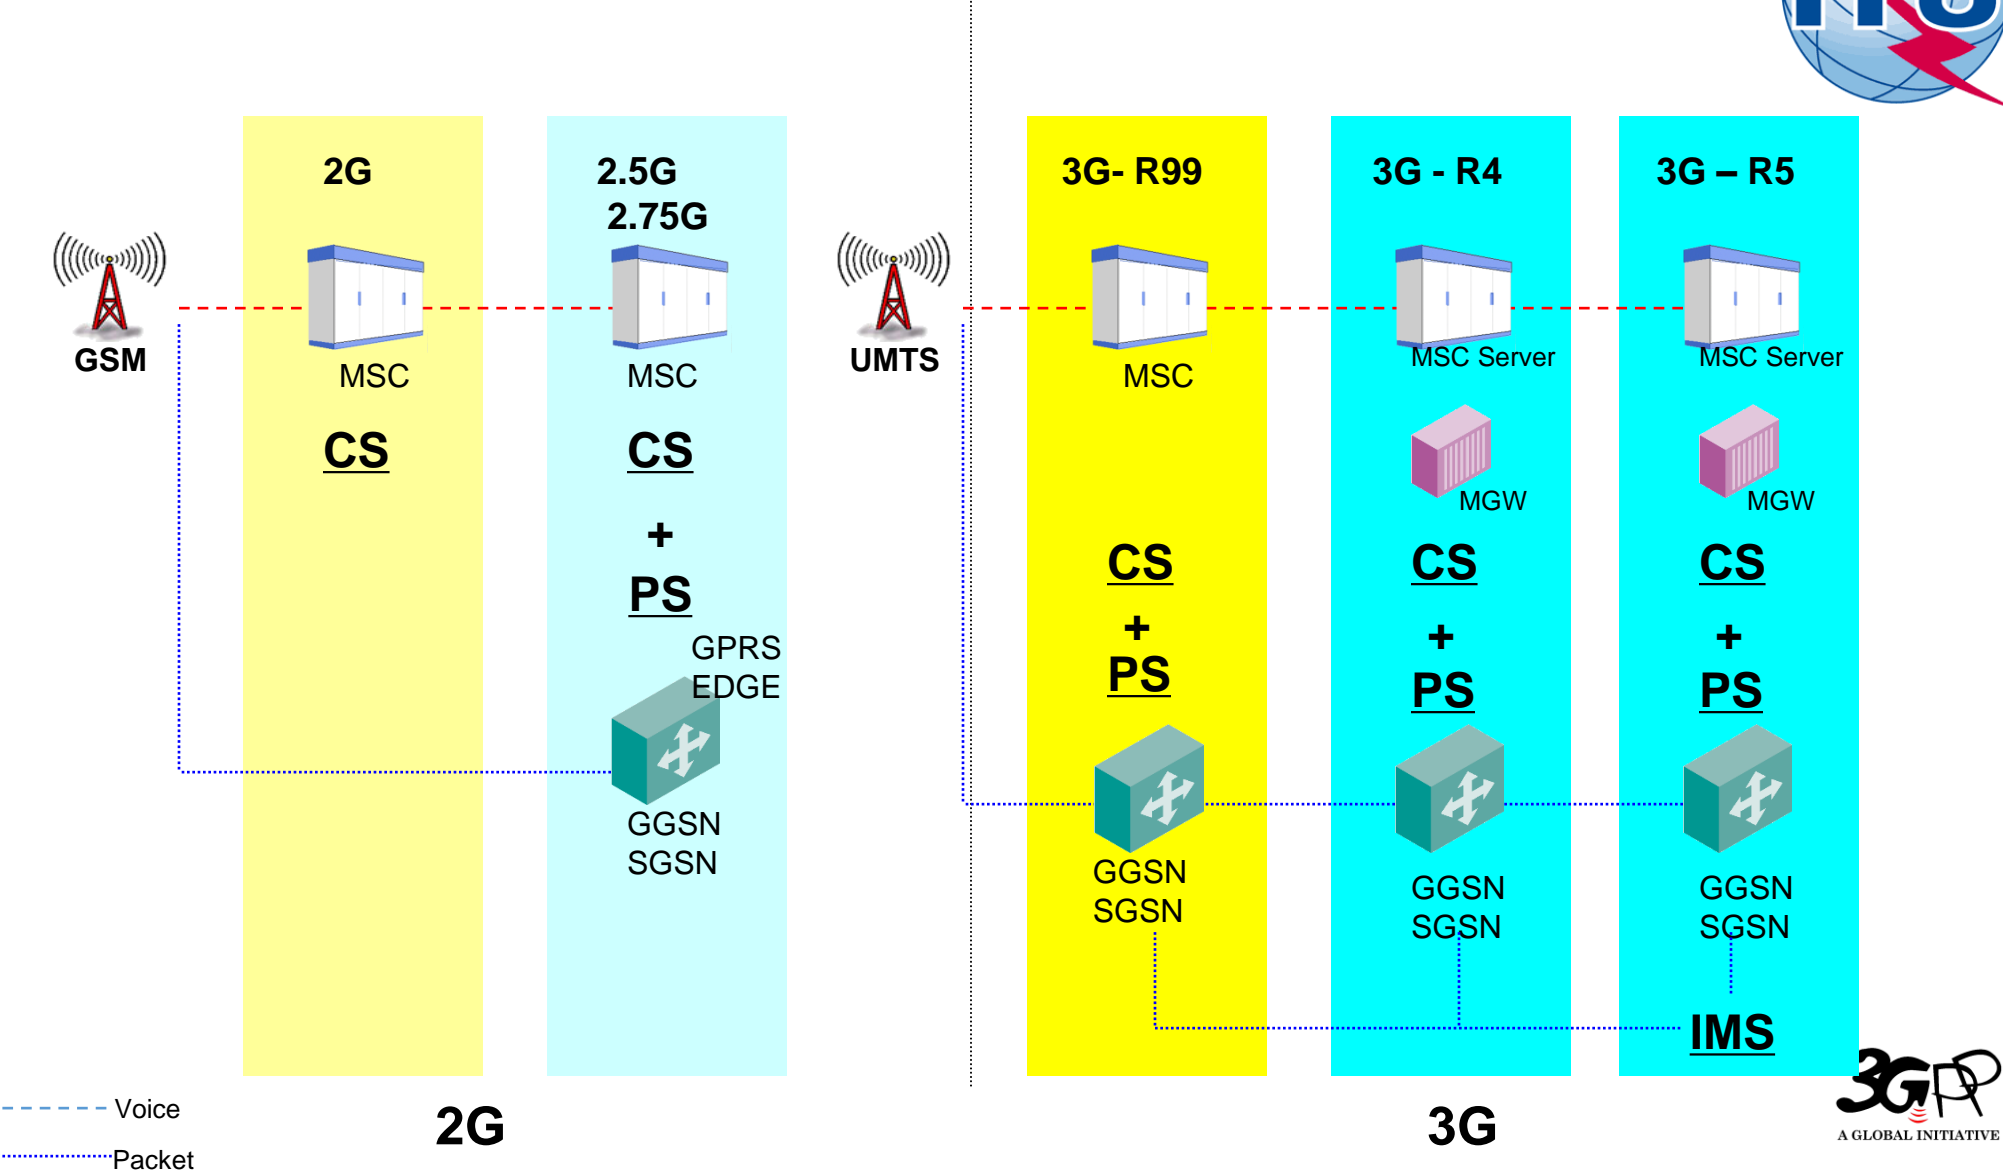 ITU
2G
2.5G
2.75G
3G- R99
3G - R4
3G – R5
GSM
MSC
MSC
UMTS
MSC
MSC Server
MSC Server
CS
CS
MGW
MGW
+
CS
CS
CS
PS
+
+
+
GPRS
EDGE
PS
PS
PS
GGSN
SGSN
GGSN
SGSN
GGSN
SGSN
GGSN
SGSN
IMS
Voice
Packet
2G
3G
3GPP
A GLOBAL INITIATIVE